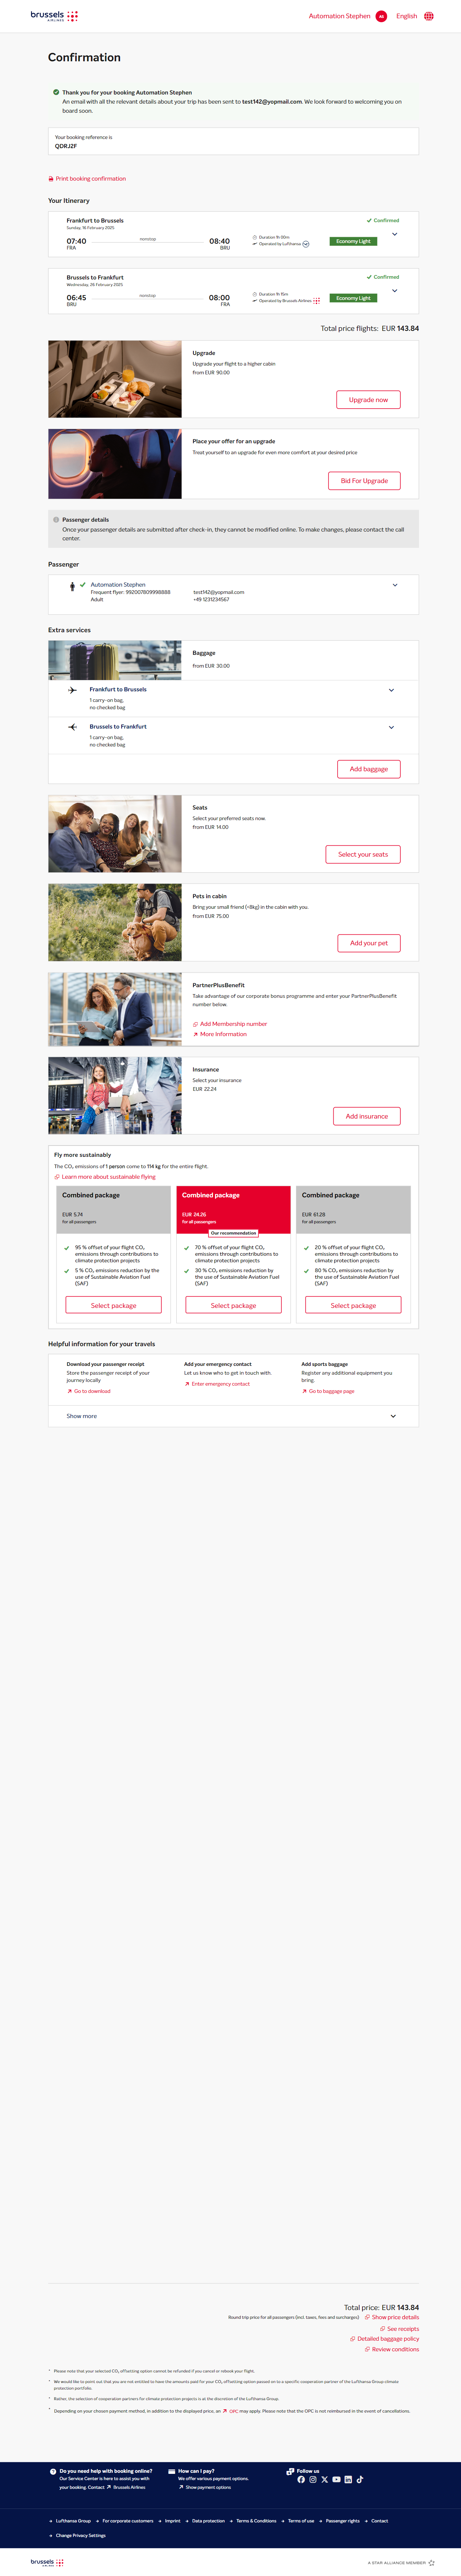 brussels
AIRLINES
Automation Stephen
AS
English
Confirmation
Thank you for your booking Automation Stephen
An email with all the relevant details about your trip has been sent to test142@yopmail.com. We look forward to welcoming you on
board soon.
Your booking reference is
QDRJ2F
Print booking confirmation
Your Itinerary
Frankfurt to Brussels
Confirmed
Sunday, 16 February 2025
07:40
nonstop
08:40
FRA
BRU
Duration 1h 00m
Operated by Lufthansa
Economy Light
Brussels to Frankfurt
Confirmed
Wednesday, 26 February 2025
06:45
nonstop
08:00
BRU
FRA
Duration 1h 15m
Operated by Brussels Airlines
Economy Light
Total price flights: EUR 143.84
Upgrade
Upgrade your flight to a higher cabin
from EUR 90.00
Upgrade now
Place your offer for an upgrade
Treat yourself to an upgrade for even more comfort at your desired price
Bid For Upgrade
Passenger details
Once your passenger details are submitted after check-in, they cannot be modified online. To make changes, please contact the call
center.
Passenger
Automation Stephen
Frequent flyer: 992007809998888
test142@yopmail.com
Adult
+49 1231234567
Extra services
Baggage
from EUR 30.00
Frankfurt to Brussels
1 carry-on bag,
no checked bag
Brussels to Frankfurt
1 carry-on bag,
no checked bag
Add baggage
Seats
Select your preferred seats now.
from EUR 14.00
Select your seats
Pets in cabin
Bring your small friend (<8kg) in the cabin with you.
from EUR 75.00
Add your pet
PartnerPlusBenefit
Take advantage of our corporate bonus programme and enter your PartnerPlusBenefit
number below.
Add Membership number
More Information
Insurance
Select your insurance
EUR 22.24
Add insurance
Fly more sustainably
The CO₂ emissions of 1 person come to 114 kg for the entire flight.
Learn more about sustainable flying
Combined package
EUR 5.74
for all passengers
95 % offset of your flight CO₂
emissions through contributions to
climate protection projects
5 % CO₂ emissions reduction by the
use of Sustainable Aviation Fuel
(SAF)
Select package
Combined package
EUR 24.26
for all passengers
Our recommendation
70 % offset of your flight CO₂
emissions through contributions to
climate protection projects
30 % CO₂ emissions reduction by
the use of Sustainable Aviation Fuel
(SAF)
Select package
Combined package
EUR 61.28
for all passengers
20 % offset of your flight CO₂
emissions through contributions to
climate protection projects
80 % CO₂ emissions reduction by
the use of Sustainable Aviation Fuel
(SAF)
Select package
Helpful information for your travels
Download your passenger receipt
Store the passenger receipt of your
journey locally
Go to download
Add your emergency contact
Let us know who to get in touch with.
Enter emergency contact
Add sports baggage
Register any additional equipment you
bring
Go to baggage page
Show more
Total price: EUR 143.84
Round trip price for all passengers (incl. taxes, fees and surcharges)
Show price details
See receipts
Detailed baggage policy
Review conditions
* Please note that your selected CO₂ offsetting option cannot be refunded if you cancel or rebook your flight.
* We would like to point out that you are not entitled to have the amounts paid for your CO₂ offsetting option passed on to a specific cooperation partner of the Lufthansa Group climate
protection portfolio.
* Rather, the selection of cooperation partners for climate protection projects is at the discretion of the Lufthansa Group.
* Depending on your chosen payment method, in addition to the displayed price, an OPC may apply. Please note that the OPC is not reimbursed in the event of cancellations.
Do you need help with booking online?
Our Service Center is here to assist you with
your booking. Contact Brussels Airlines
How can I pay?
We offer various payment options.
Show payment options
Follow us
Lufthansa Group
For corporate customers
Imprint
Data protection
Terms & Conditions
Terms of use
Passenger rights
Contact
Change Privacy Settings
brussels
AIRLINES
A STAR ALLIANCE MEMBER